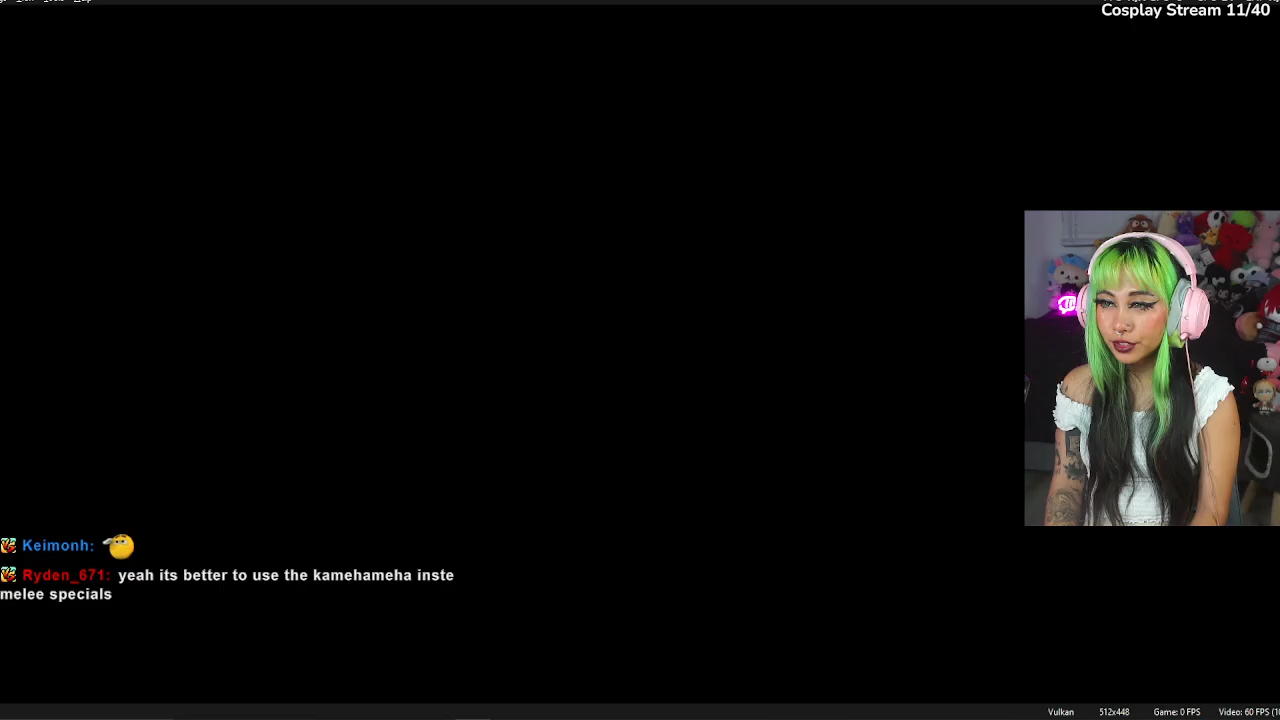 Cosplay Stream 11/40
Keimonh:
Ryden_671: yeah its better to use the kamehameha inste
melee specials
Vulkan 512x448 Game: 0 FPS Video: 60 FPS